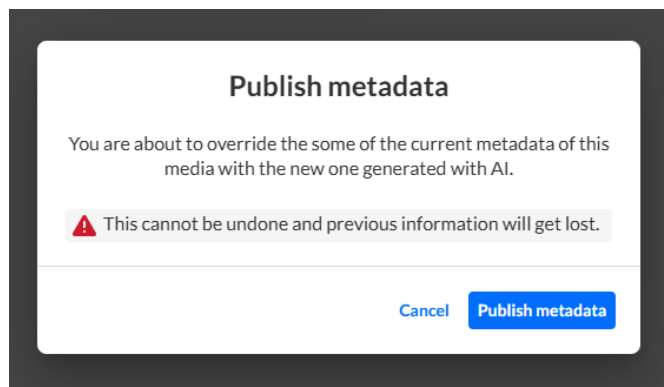 Publish metadata
You are about to override the some of the current metadata of this
media with the new one generated with AI.
This cannot be undone and previous information will get lost.
Cancel
Publish metadata